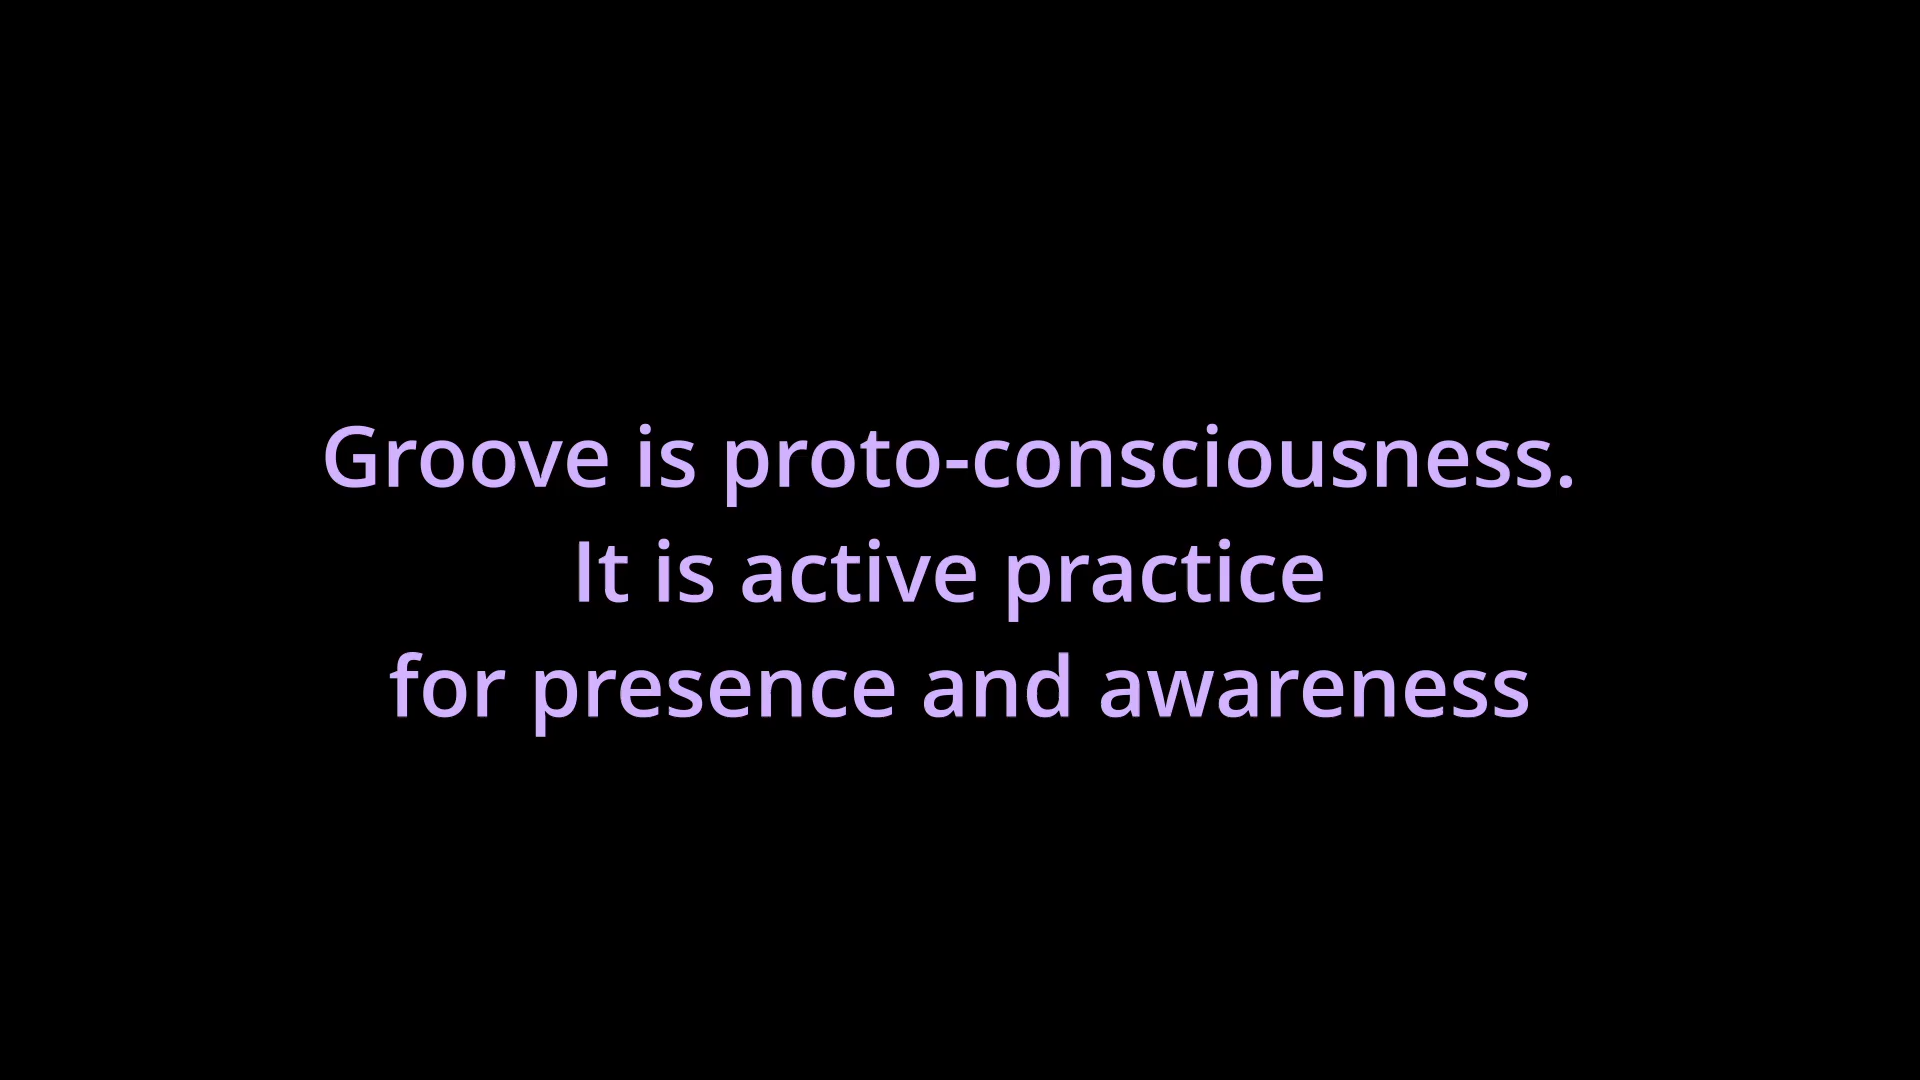 Groove is proto-consciousness.
It is active practice
for presence and awareness